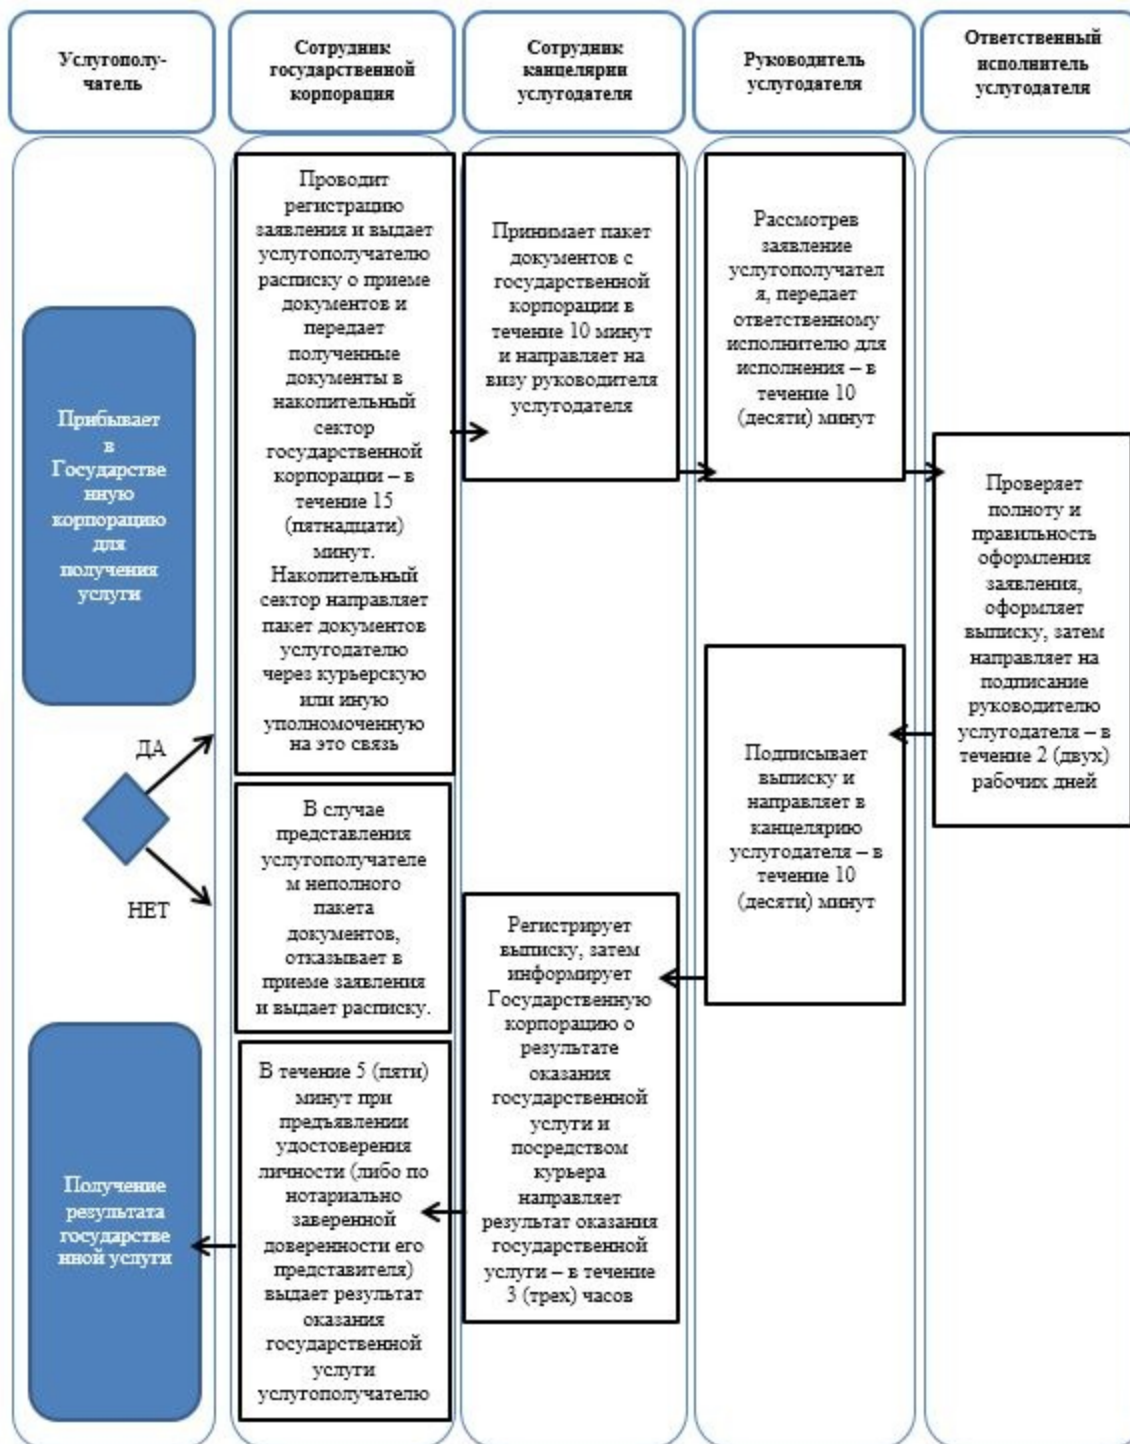 Услугополу-
чатель
Сотрудник
государственной
корпорация
Сотрудник
канцелярии
услугодателя
Руководитель
услугодателя
Ответственный
исполнитель
услугодателя
Прибывает
в
Государстве
нную
корпорацию
для
получения
услуги
ДА
НЕТ
Получение
результата
государстве
нной услуги
Проводит
регистрацию
заявления и выдает
услугополучателю
расписку о приеме
документов и
передает
полученные
документы в
накопительный
сектор
государственной
корпорации – в
течение 15
(пятнадцати)
минут.
Накопительный
сектор направляет
пакет документов
услугодателю
через курьерскую
или иную
уполномоченную
на это связь
В случае
представления
услугополучателе
м неполного
пакета
документов,
отказывает в
приеме заявления
и выдает расписку.
В течение 5 (пяти)
минут при
предъявлении
удостоверения
личности (либо по
нотариально
заверенной
доверенности его
представителя)
выдает результат
оказания
государственной
услуги
услугополучателю
Принимает пакет
документов с
государственной
корпорации в
течение 10 минут
и направляет на
визу руководителя
услугодателя
Регистрирует
выписку, затем
информирует
Государственную
корпорацию о
результате
оказания
государственной
услуги и
посредством
курьера
направляет
результат оказания
государственной
услуги – в течение
3 (трех) часов
Рассмотрев
заявление
услугополучател
я, передает
ответственному
исполнителю для
исполнения – в
течение 10
(десяти) минут
Подписывает
выписку и
направляет в
канцелярию
услугодателя – в
течение 10
(десяти) минут
Проверяет
полноту и
правильность
оформления
заявления,
оформляет
выписку, затем
направляет на
подписание
руководителю
услугодателя – в
течение 2 (двух)
рабочих дней